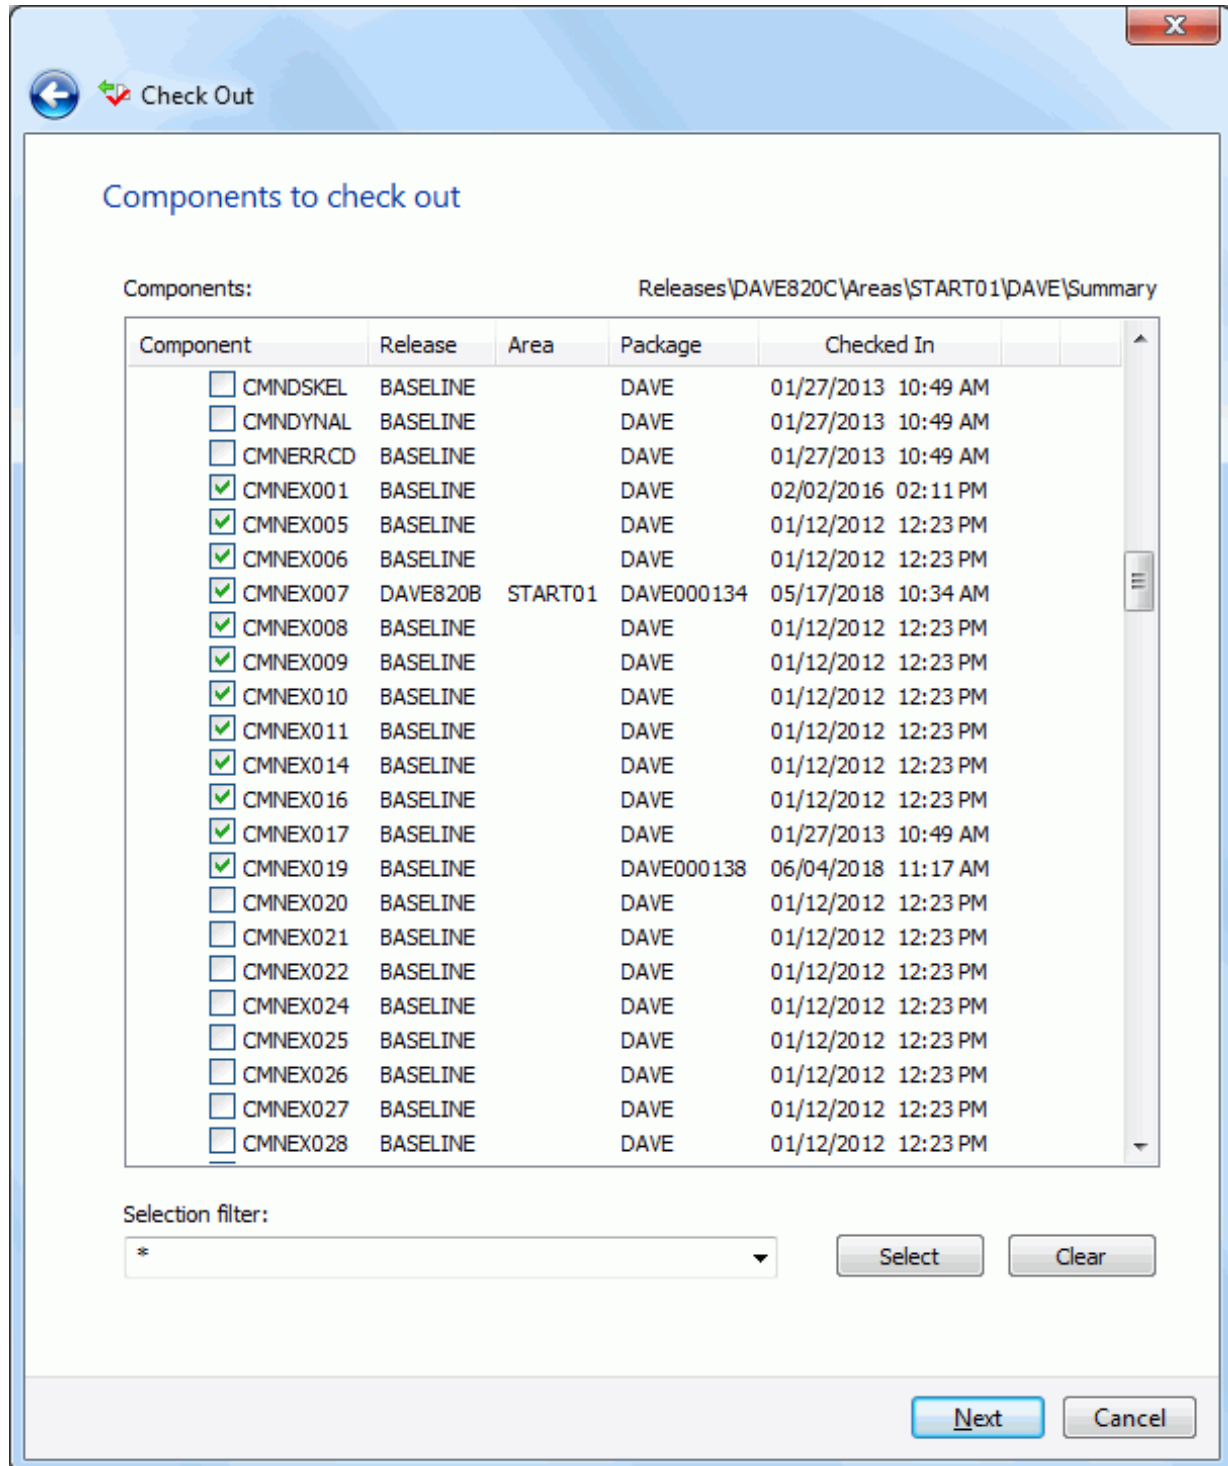 Check Out
Components to check out
Components: Releases\DAVE820C\Areas\START01\DAVE\Summary
Component Release Area Package Checked In
CMNDSKEL BASELINE DAVE 01/27/2013 10:49 AM
CMNDYNAL BASELINE DAVE 01/27/2013 10:49 AM
CMNERRCD BASELINE DAVE 01/27/2013 10:49 AM
CMNEX001 BASELINE DAVE 02/02/2016 02:11 PM
CMNEX005 BASELINE DAVE 01/12/2012 12:23 PM
CMNEX006 BASELINE DAVE 01/12/2012 12:23 PM
CMNEX007 DAVE820B START01 DAVE000134 05/17/2018 10:34 AM
CMNEX008 BASELINE DAVE 01/12/2012 12:23 PM
CMNEX009 BASELINE DAVE 01/12/2012 12:23 PM
CMNEX010 BASELINE DAVE 01/12/2012 12:23 PM
CMNEX011 BASELINE DAVE 01/12/2012 12:23 PM
CMNEX014 BASELINE DAVE 01/12/2012 12:23 PM
CMNEX016 BASELINE DAVE 01/12/2012 12:23 PM
CMNEX017 BASELINE DAVE 01/27/2013 10:49 AM
CMNEX019 BASELINE DAVE000138 06/04/2018 11:17 AM
CMNEX020 BASELINE DAVE 01/12/2012 12:23 PM
CMNEX021 BASELINE DAVE 01/12/2012 12:23 PM
CMNEX022 BASELINE DAVE 01/12/2012 12:23 PM
CMNEX024 BASELINE DAVE 01/12/2012 12:23 PM
CMNEX025 BASELINE DAVE 01/12/2012 12:23 PM
CMNEX026 BASELINE DAVE 01/12/2012 12:23 PM
CMNEX027 BASELINE DAVE 01/12/2012 12:23 PM
CMNEX028 BASELINE DAVE 01/12/2012 12:23 PM
Selection filter:
* Select Clear
Next Cancel